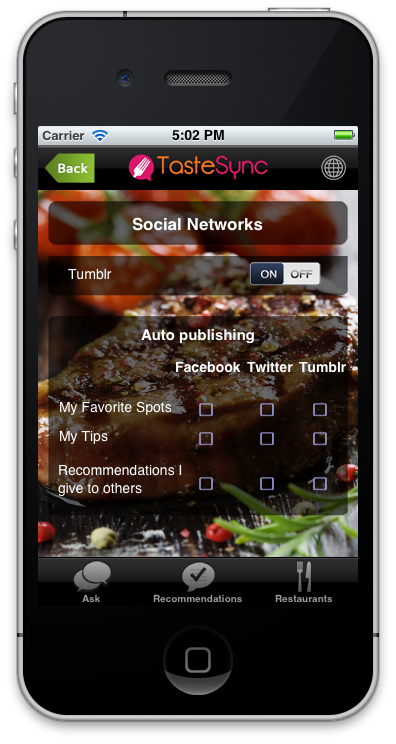 Carrier 5:02 PM
Back TasteSync
Social Networks
Tumblr ON OFF
Auto publishing
Facebook Twitter Tumblr
My Favorite Spots
My Tips
Recommendations I
give to others
Ask Recommendations Restaurants